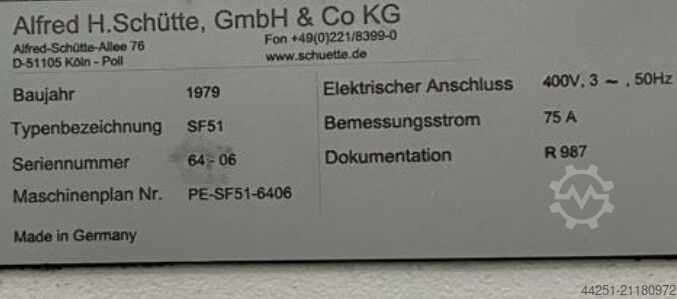 Alfred H.Schütte, GmbH & Co KG
Alfred-Schütte-Allee 76
Fon +49(0)221/8399-0
D-51105 Köln - Poll
www.schuette.de
Baujahr 1979
Elektrischer Anschluss 400V, 3 ~ , 50Hz
Typenbezeichnung SF51
Bemessungsstrom 75 A
Seriennummer 64 - 06
Dokumentation R 987
Maschinenplan Nr. PE-SF51-6406
Made in Germany
44251-21180972